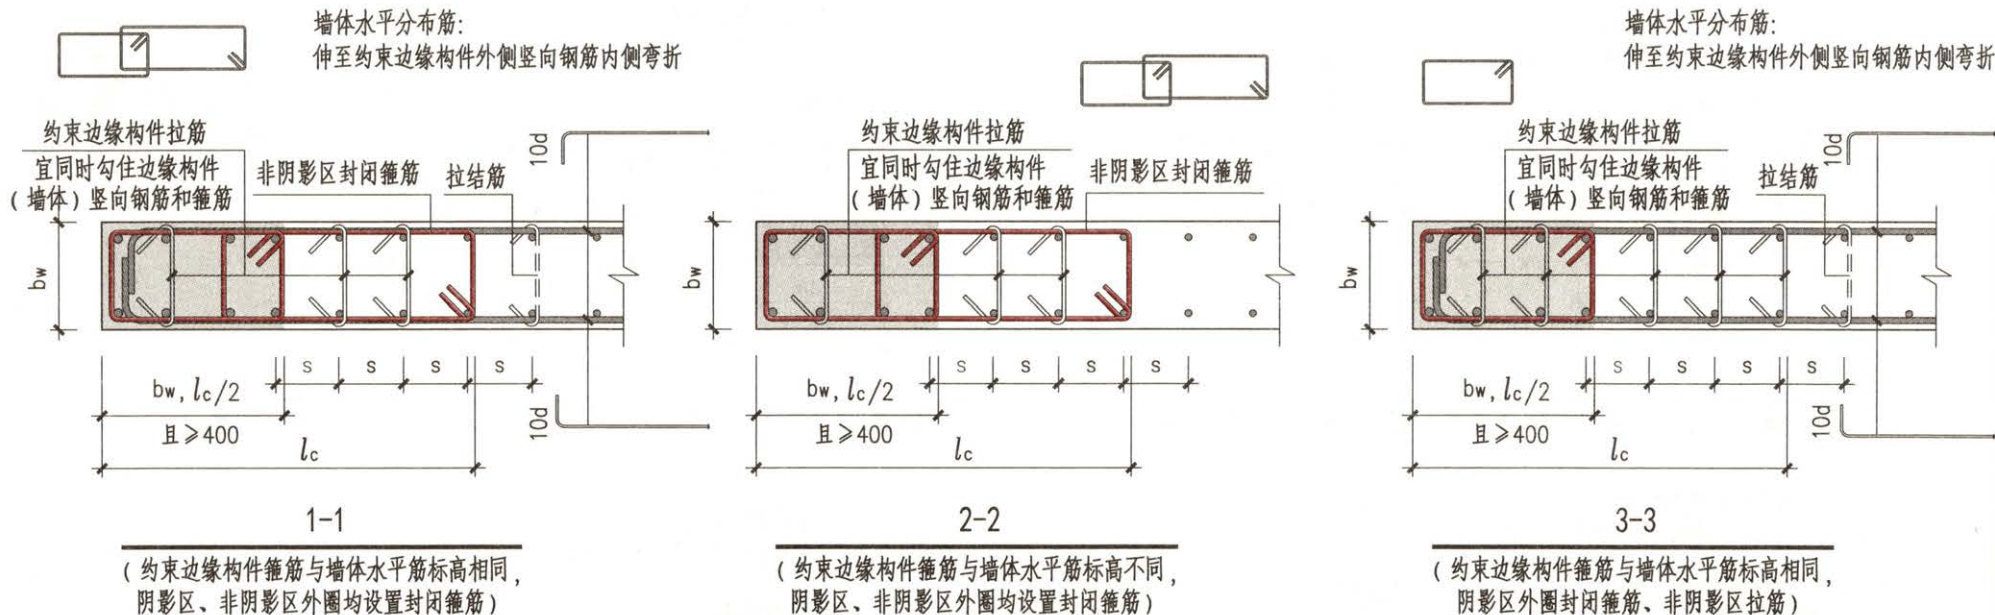 墙体水平分布筋:
伸至约束边缘构件外侧竖向钢筋内侧弯折
约束边缘构件拉筋
宜同时勾住边缘构件
(墙体)竖向钢筋和箍筋
非阴影区封闭箍筋
拉结筋
10d
bw
s s s s
bw, lc/2
且≥400
10d
lc
1-1
(约束边缘构件箍筋与墙体水平筋标高相同,
阴影区、非阴影区外圈均设置封闭箍筋)
约束边缘构件拉筋
宜同时勾住边缘构件
(墙体)竖向钢筋和箍筋
非阴影区封闭箍筋
bw
s s s s
bw, lc/2
且≥400
lc
2-2
(约束边缘构件箍筋与墙体水平筋标高不同,
阴影区、非阴影区外圈均设置封闭箍筋)
墙体水平分布筋:
伸至约束边缘构件外侧竖向钢筋内侧弯折
约束边缘构件拉筋
宜同时勾住边缘构件
(墙体)竖向钢筋和箍筋
拉结筋
10d
bw
s s s s
bw, lc/2
且≥400
10d
lc
3-3
(约束边缘构件箍筋与墙体水平筋标高相同,
阴影区外圈封闭箍筋、非阴影区拉筋)